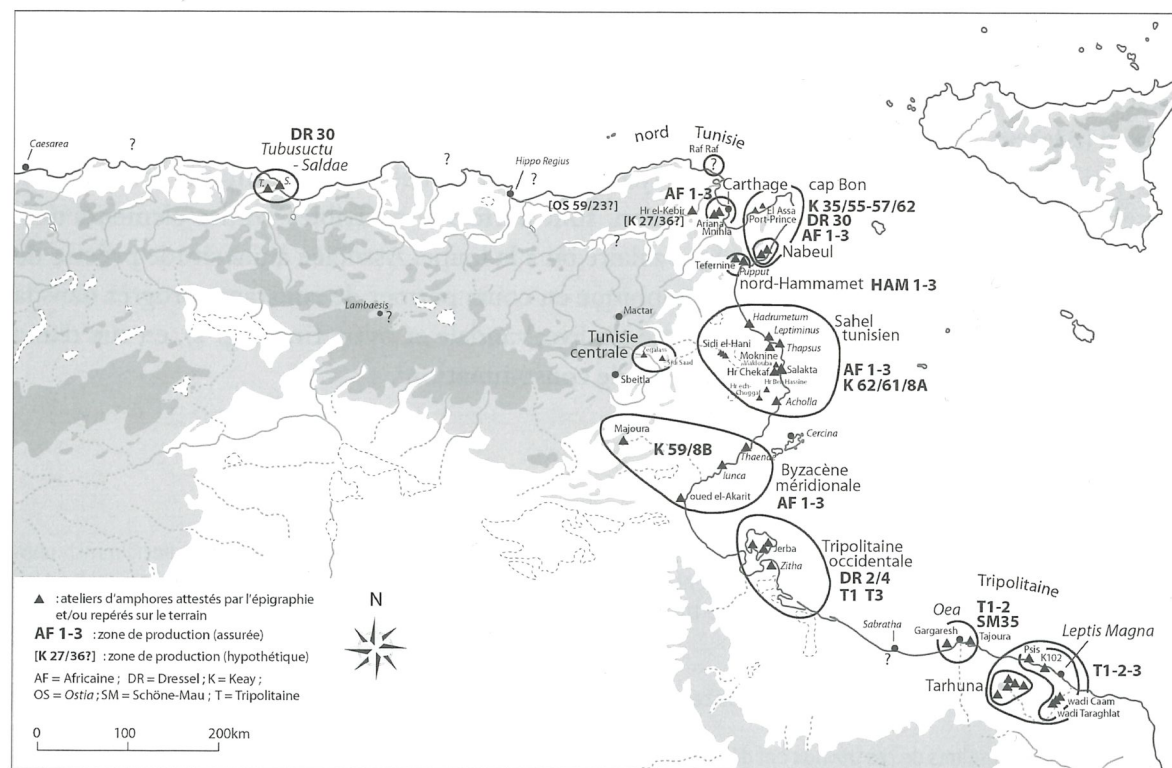 Caesarea
?
DR 30
Tubusuctu
- Saldae
T.
S.
?
Hippo Regius
?
nord Tunisie
Raf Raf
?
[OS 59/23?]
AF 1-3
Carthage
Hr el-Kebir
[K 27/36?]
Ariana
Mnihla
?
cap Bon
El Assa
Port-Prince
K 35/55-57/62
DR 30
AF 1-3
Nabeul
Tefernine
Pupput
nord-Hammamet HAM 1-3
Lambaesis
?
Mactar
Tunisie
centrale
Sbeitla
Hadrumetum
Leptiminus
Thapsus
Sidi el-Hani
Moknine
Hr Chekaf
Salakta
Acholla
Sahel
tunisien
AF 1-3
K 62/61/8A
Majoura
K 59/8B
Cercina
Thaenae
Iunca
oued el-Akarit
Byzacène
méridionale
AF 1-3
Jerba
Zitha
Tripolitaine
occidentale
DR 2/4
T1 T3
Tripolitaine
Sabratha
?
Oea
T1-2
SM35
Gargaresh
Tajoura
Leptis Magna
Psis
K102
T1-2-3
Tarhuna
wadi Caam
wadi Taraghlat
▲ : ateliers d'amphores attestés par l'épigraphie
et/ou repérés sur le terrain
AF 1-3 : zone de production (assurée)
[K 27/36?] : zone de production (hypothétique)
AF = Africaine ; DR = Dressel ; K = Keay ;
OS = Ostia ; SM = Schöne-Mau ; T = Tripolitaine
N
0 100 200km